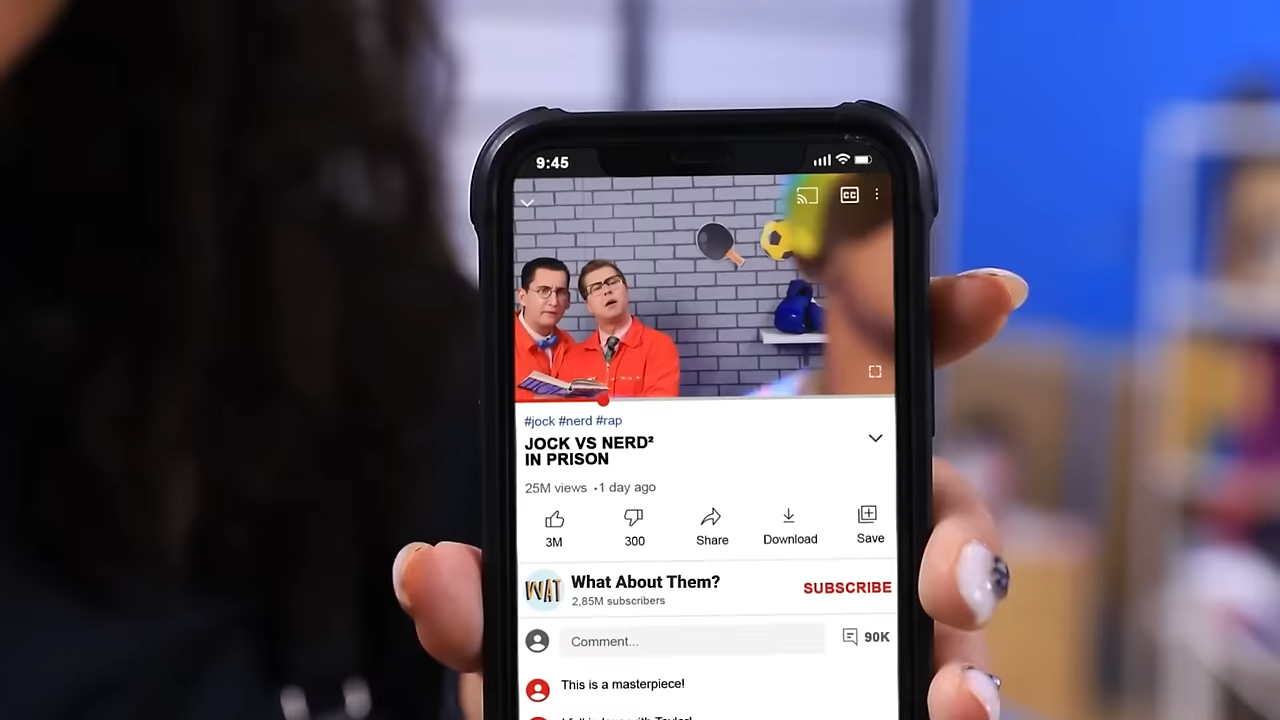 9:45
CC
#jock #nerd #rap
JOCK VS NERD²
IN PRISON
25M views • 1 day ago
3M 300 Share Download Save
WAT What About Them? SUBSCRIBE
2,85M subscribers
Comment... 90K
This is a masterpiece!